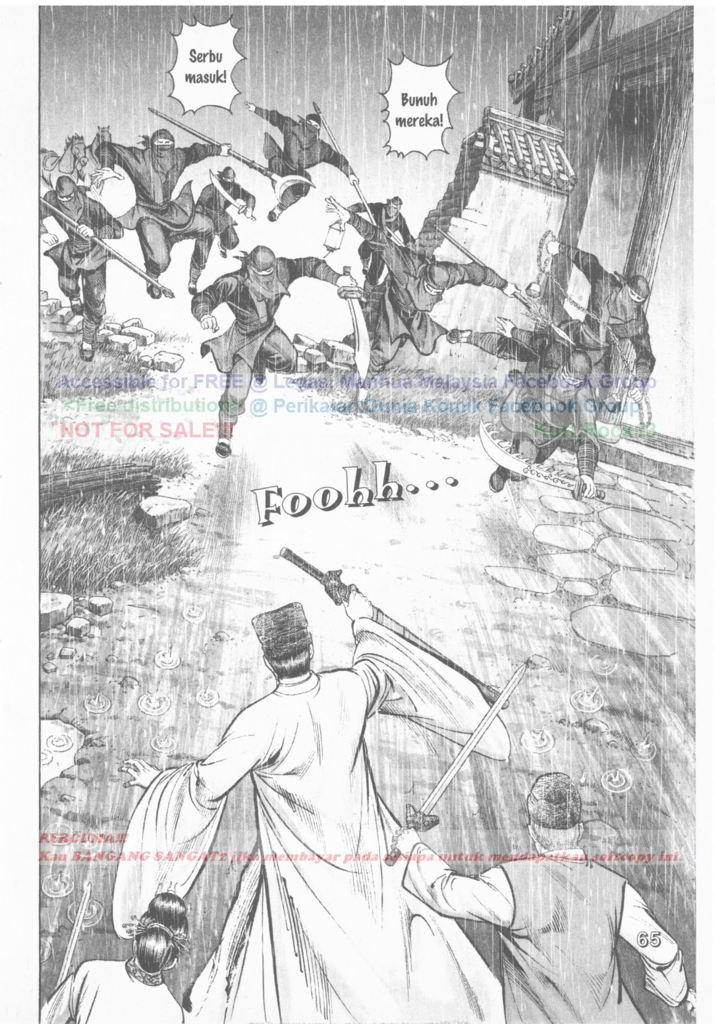 Serbu
masuk!
Bunuh
mereka!
Accessible for FREE @ Legasi Manhua Malaysia Facebook Group
<Free distribution> @ Perikatan Dunia Komik Facebook Group
NOT FOR SALE!!!
Foohh...
PERCUMA!!!
Kau BANGANG SANGAT! jika membayar pada sesiapa untuk mendapatkan softcopy ini
65